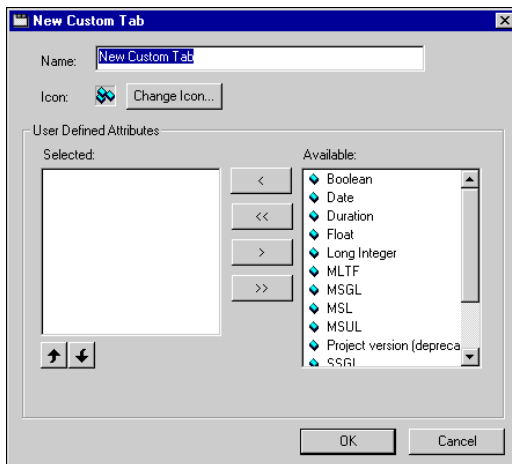 New Custom Tab
Name: New Custom Tab
Icon: Change Icon...
User Defined Attributes
Selected:
Available:
<
<<
>
>>
Boolean
Date
Duration
Float
Long Integer
MLTF
MSGL
MSL
MSUL
Project version (depreca
SSGL
OK Cancel